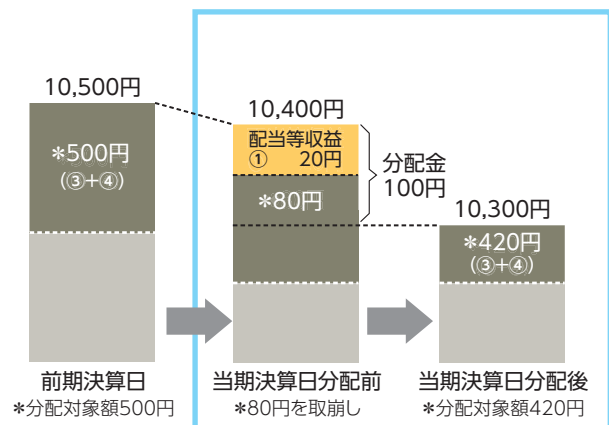 10,500円
*500円
(③+④)
前期決算日
*分配対象額500円
10,400円
配当等収益
① 20円
*80円
分配金
100円
当期決算日分配前
*80円を取崩し
10,300円
*420円
(③+④)
当期決算日分配後
*分配対象額420円